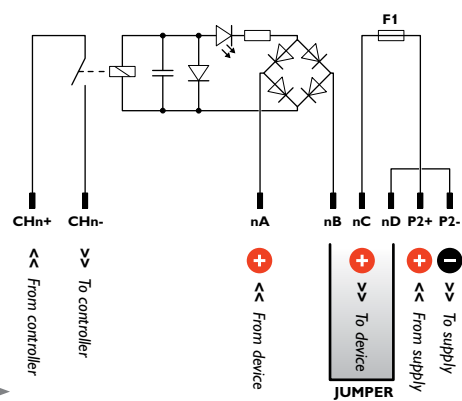 F1
CHn+ CHn- nA nB nC nD P2+ P2-
+ + + −
<< From controller
>> To controller
<< From device
>> To device
<< From supply
>> To supply
JUMPER